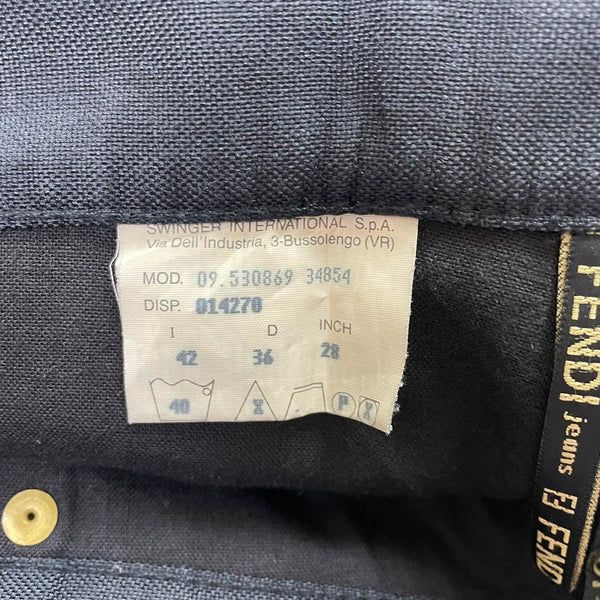 SWINGER INTERNATIONAL S.p.A.
Via Dell'Industria, 3-Bussolengo (VR)
MOD. 09.530869 34854
DISP. 014270
I D INCH
42 36 28
40 X . P X
FENDI jeans
FEND